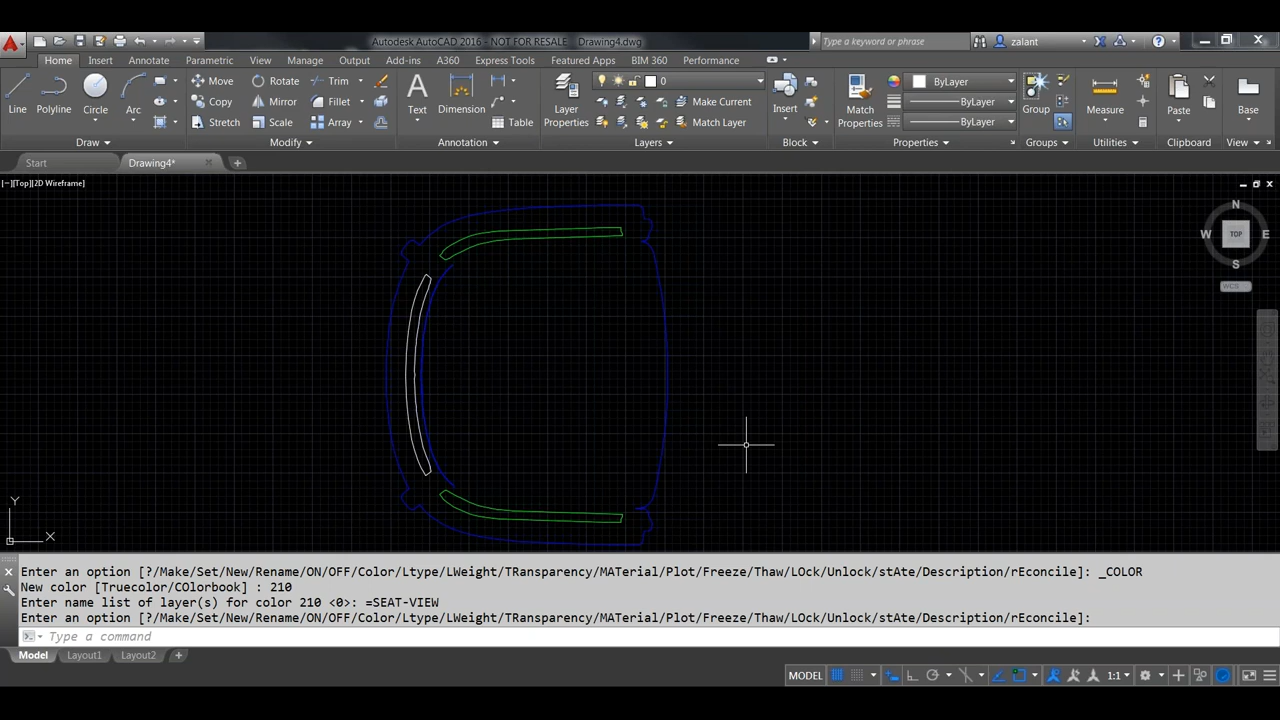 Autodesk AutoCAD 2016 - NOT FOR RESALE Drawing4.dwg
Type a keyword or phrase
zalant
Home Insert Annotate Parametric View Manage Output Add-ins A360 Express Tools Featured Apps BIM 360 Performance
Move Rotate Trim
0
ByLayer
Copy Mirror Fillet
Make Current
ByLayer
Line Polyline Circle Arc Text Dimension Layer Properties Insert Match Properties Group Measure Paste Base
Stretch Scale Array Table
Match Layer
ByLayer
Draw Modify Annotation Layers Block Properties Groups Utilities Clipboard View
Start Drawing4*
[−][Top][2D Wireframe]
N
W TOP E
S
WCS
Y
X
Enter an option [?/Make/Set/New/Rename/ON/OFF/Color/Ltype/LWeight/TRansparency/MATerial/Plot/Freeze/Thaw/LOck/Unlock/stAte/Description/rEconcile]: _COLOR
New color [Truecolor/COlorbook] : 210
Enter name list of layer(s) for color 210 <0>: =SEAT-VIEW
Enter an option [?/Make/Set/New/Rename/ON/OFF/Color/Ltype/LWeight/TRansparency/MATerial/Plot/Freeze/Thaw/LOck/Unlock/stAte/Description/rEconcile]:
Type a command
Model Layout1 Layout2
MODEL 1:1